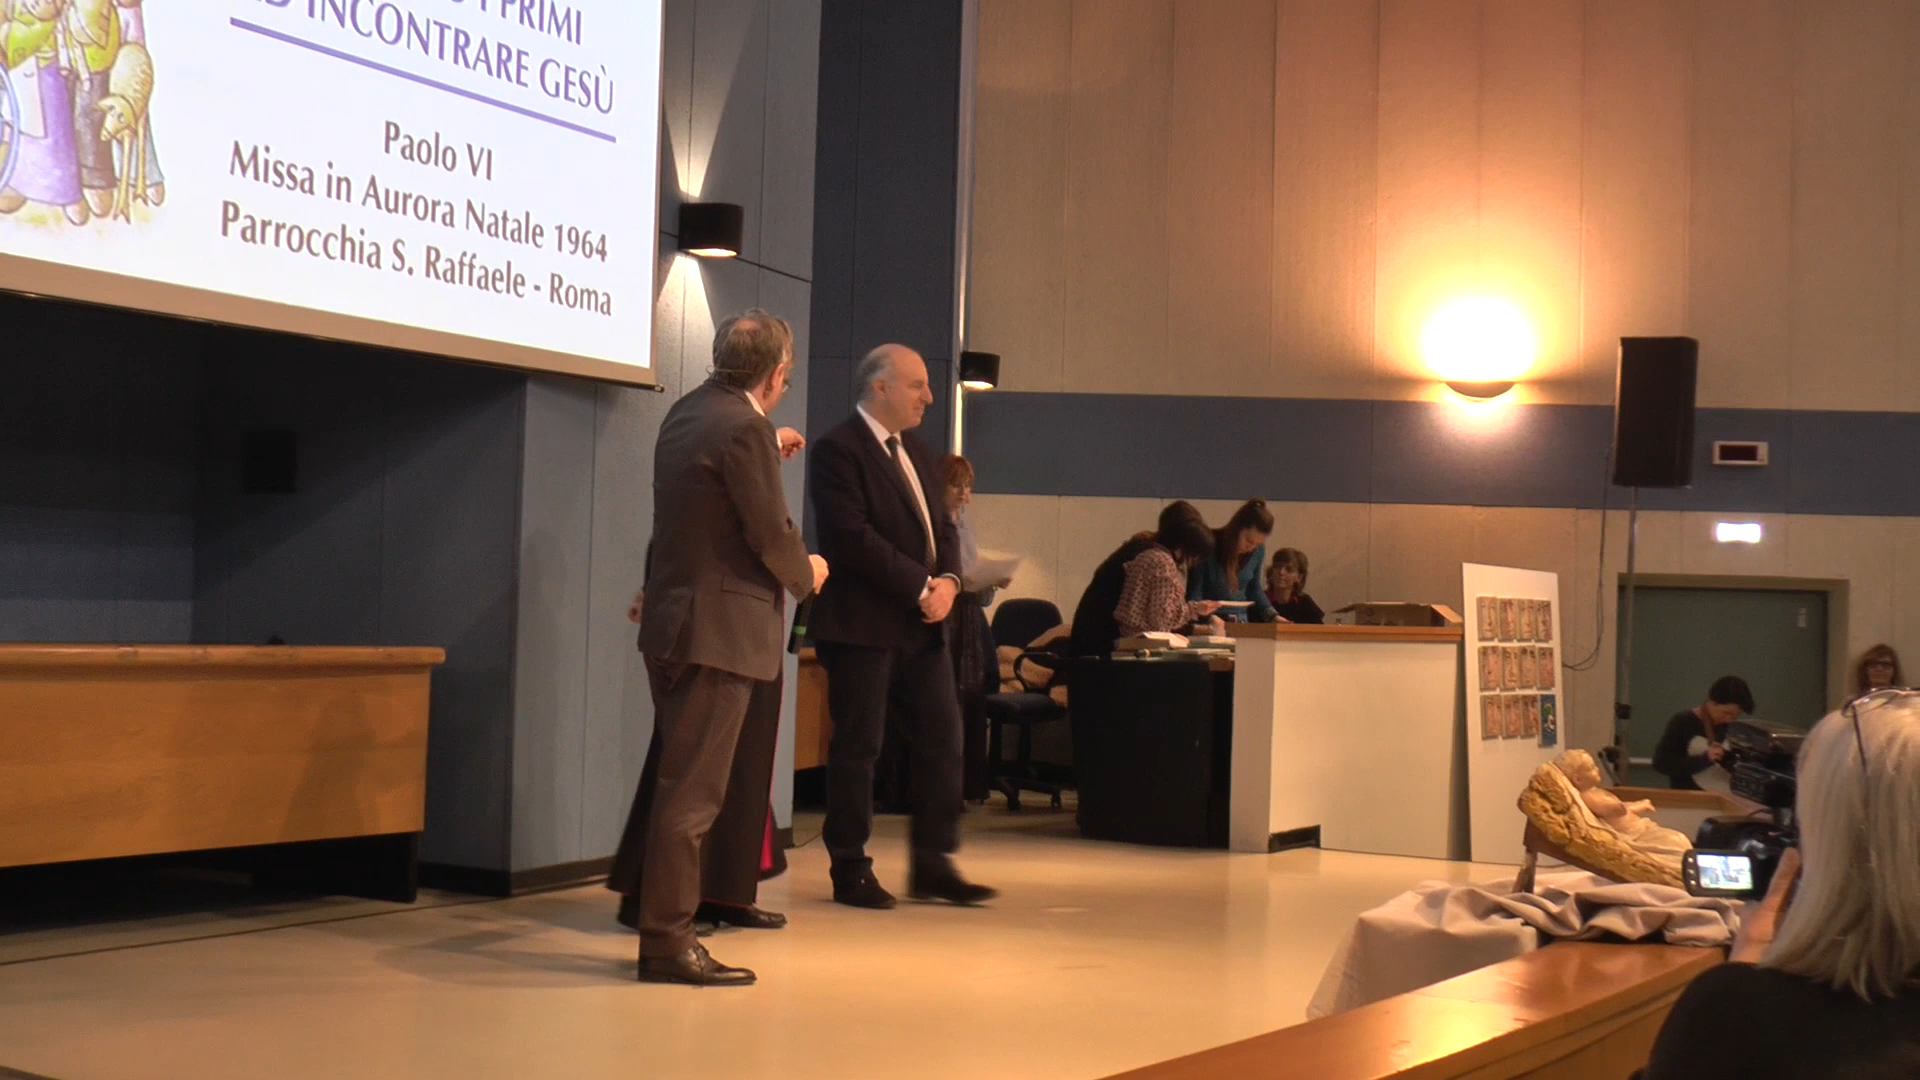 I PRIMI
AD INCONTRARE GESÙ
Paolo VI
Missa in Aurora Natale 1964
Parrocchia S. Raffaele - Roma